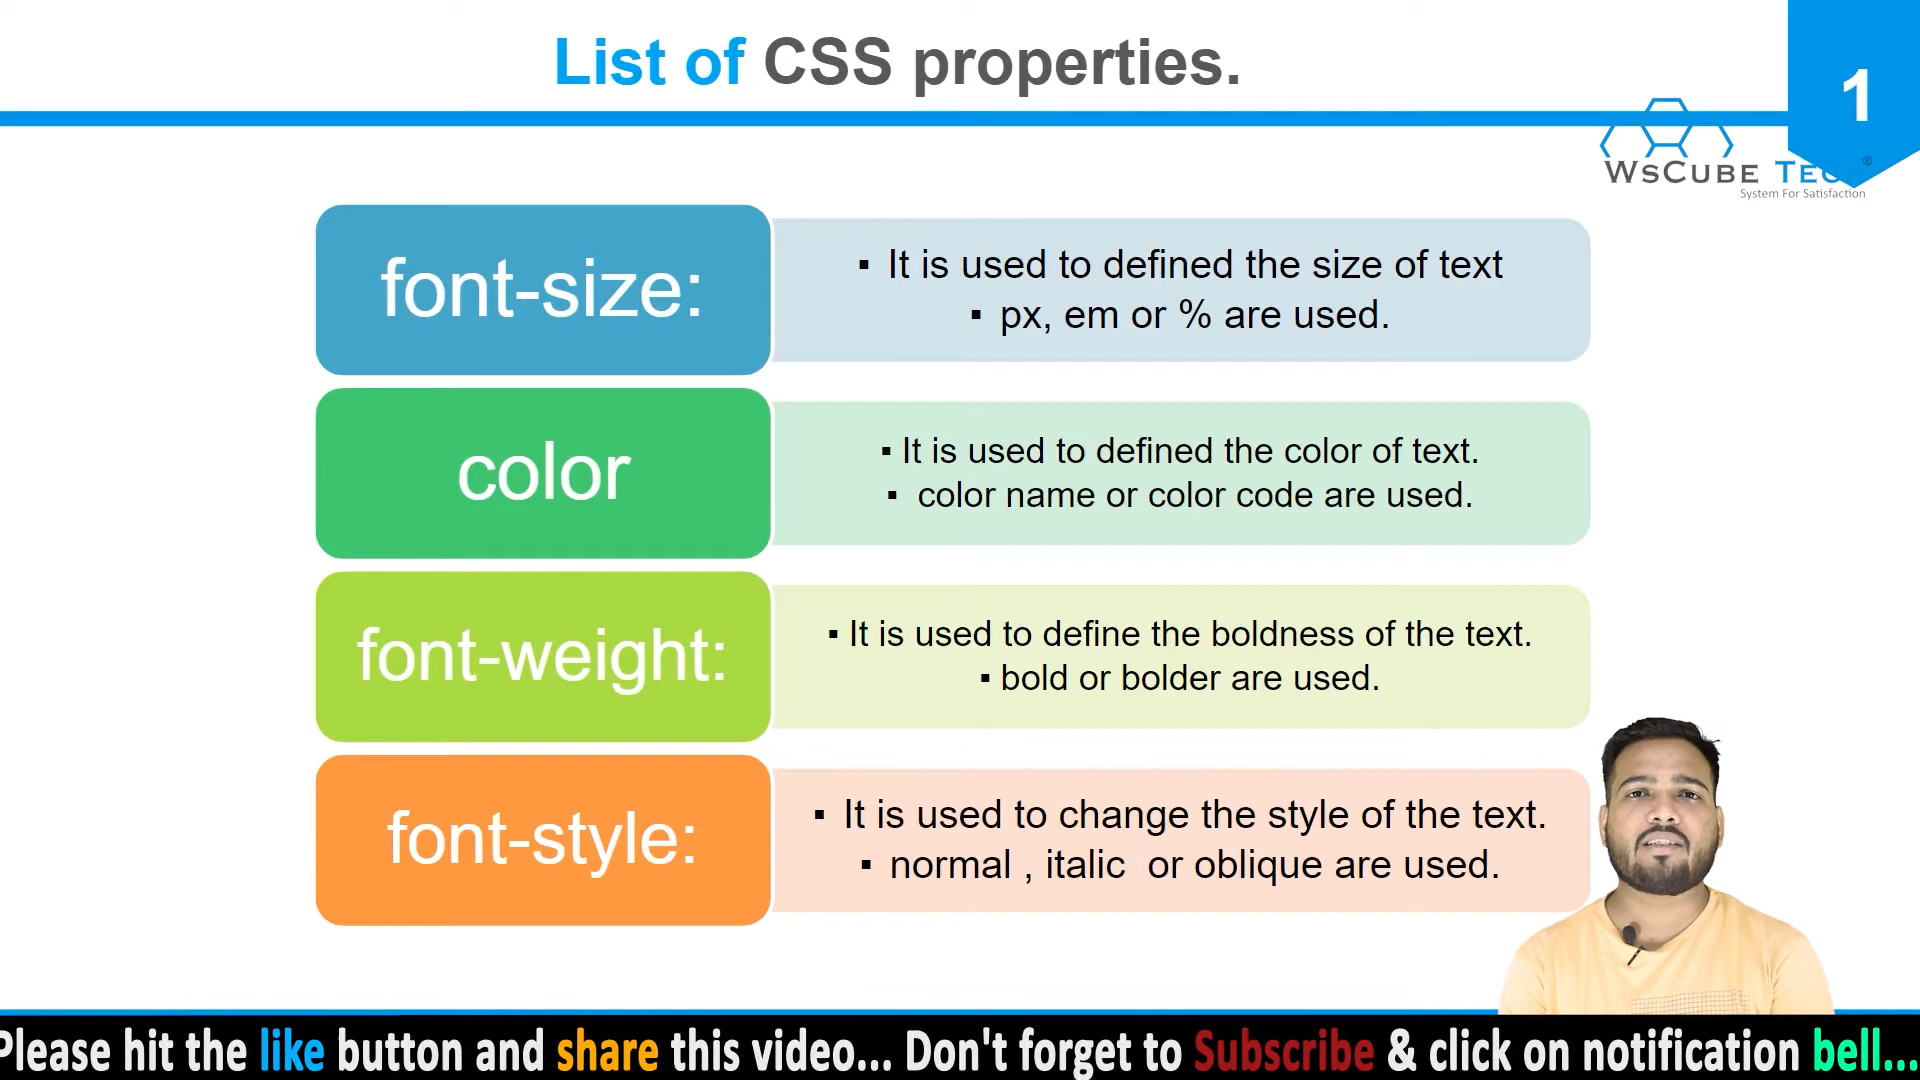 List of CSS properties.
1
WSCUBE TECH®
System For Satisfaction
font-size:
▪ It is used to defined the size of text
▪ px, em or % are used.
color
▪ It is used to defined the color of text.
▪ color name or color code are used.
font-weight:
▪ It is used to define the boldness of the text.
▪ bold or bolder are used.
font-style:
▪ It is used to change the style of the text.
▪ normal , italic or oblique are used.
Please hit the like button and share this video... Don't forget to Subscribe & click on notification bell...